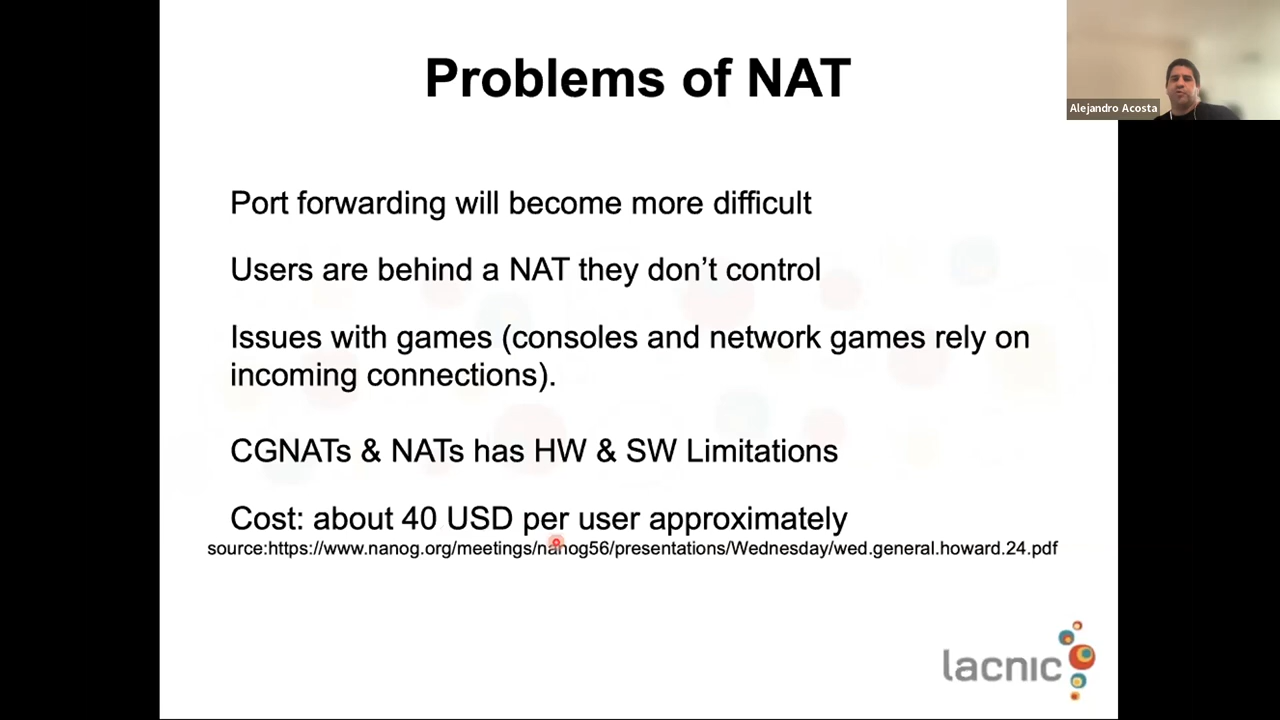 Problems of NAT
Alejandro Acosta
Port forwarding will become more difficult
Users are behind a NAT they don’t control
Issues with games (consoles and network games rely on
incoming connections).
CGNATs & NATs has HW & SW Limitations
Cost: about 40 USD per user approximately
source:https://www.nanog.org/meetings/nanog56/presentations/Wednesday/wed.general.howard.24.pdf
lacnic